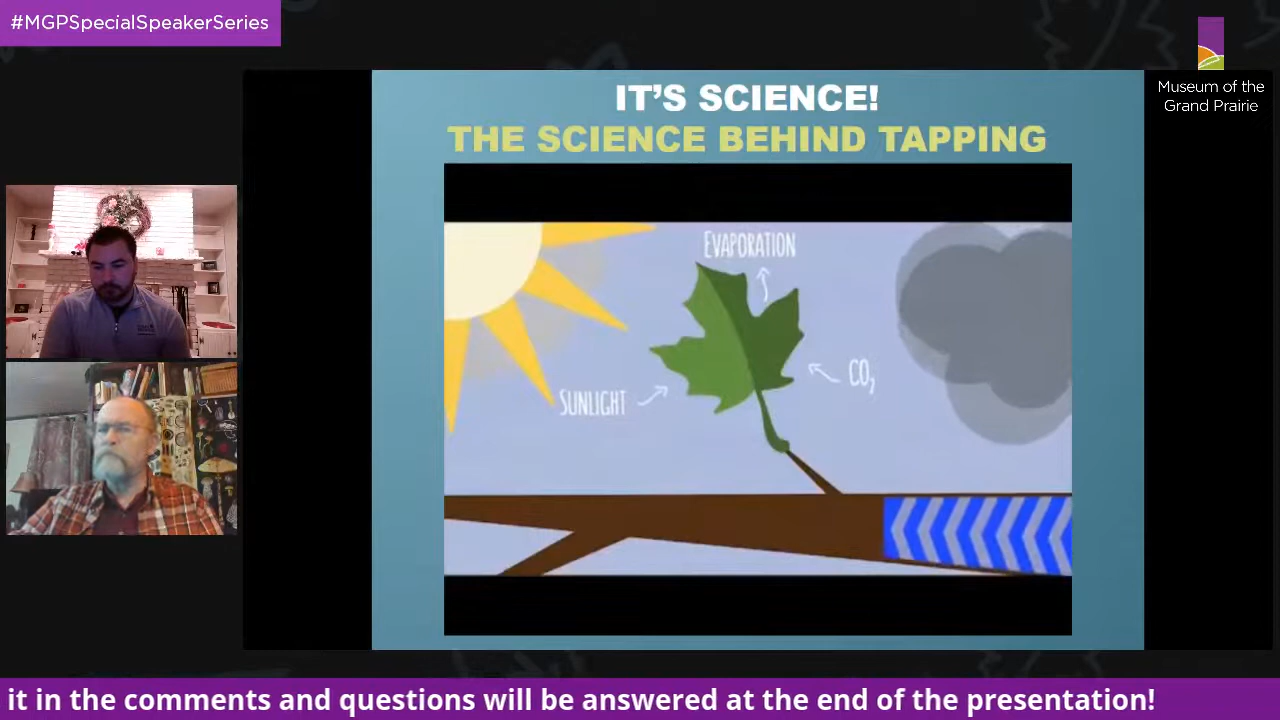 #MGPSpecialSpeakerSeries
Museum of the
Grand Prairie
IT'S SCIENCE!
THE SCIENCE BEHIND TAPPING
EVAPORATION
CO₂
SUNLIGHT
it in the comments and questions will be answered at the end of the presentation!